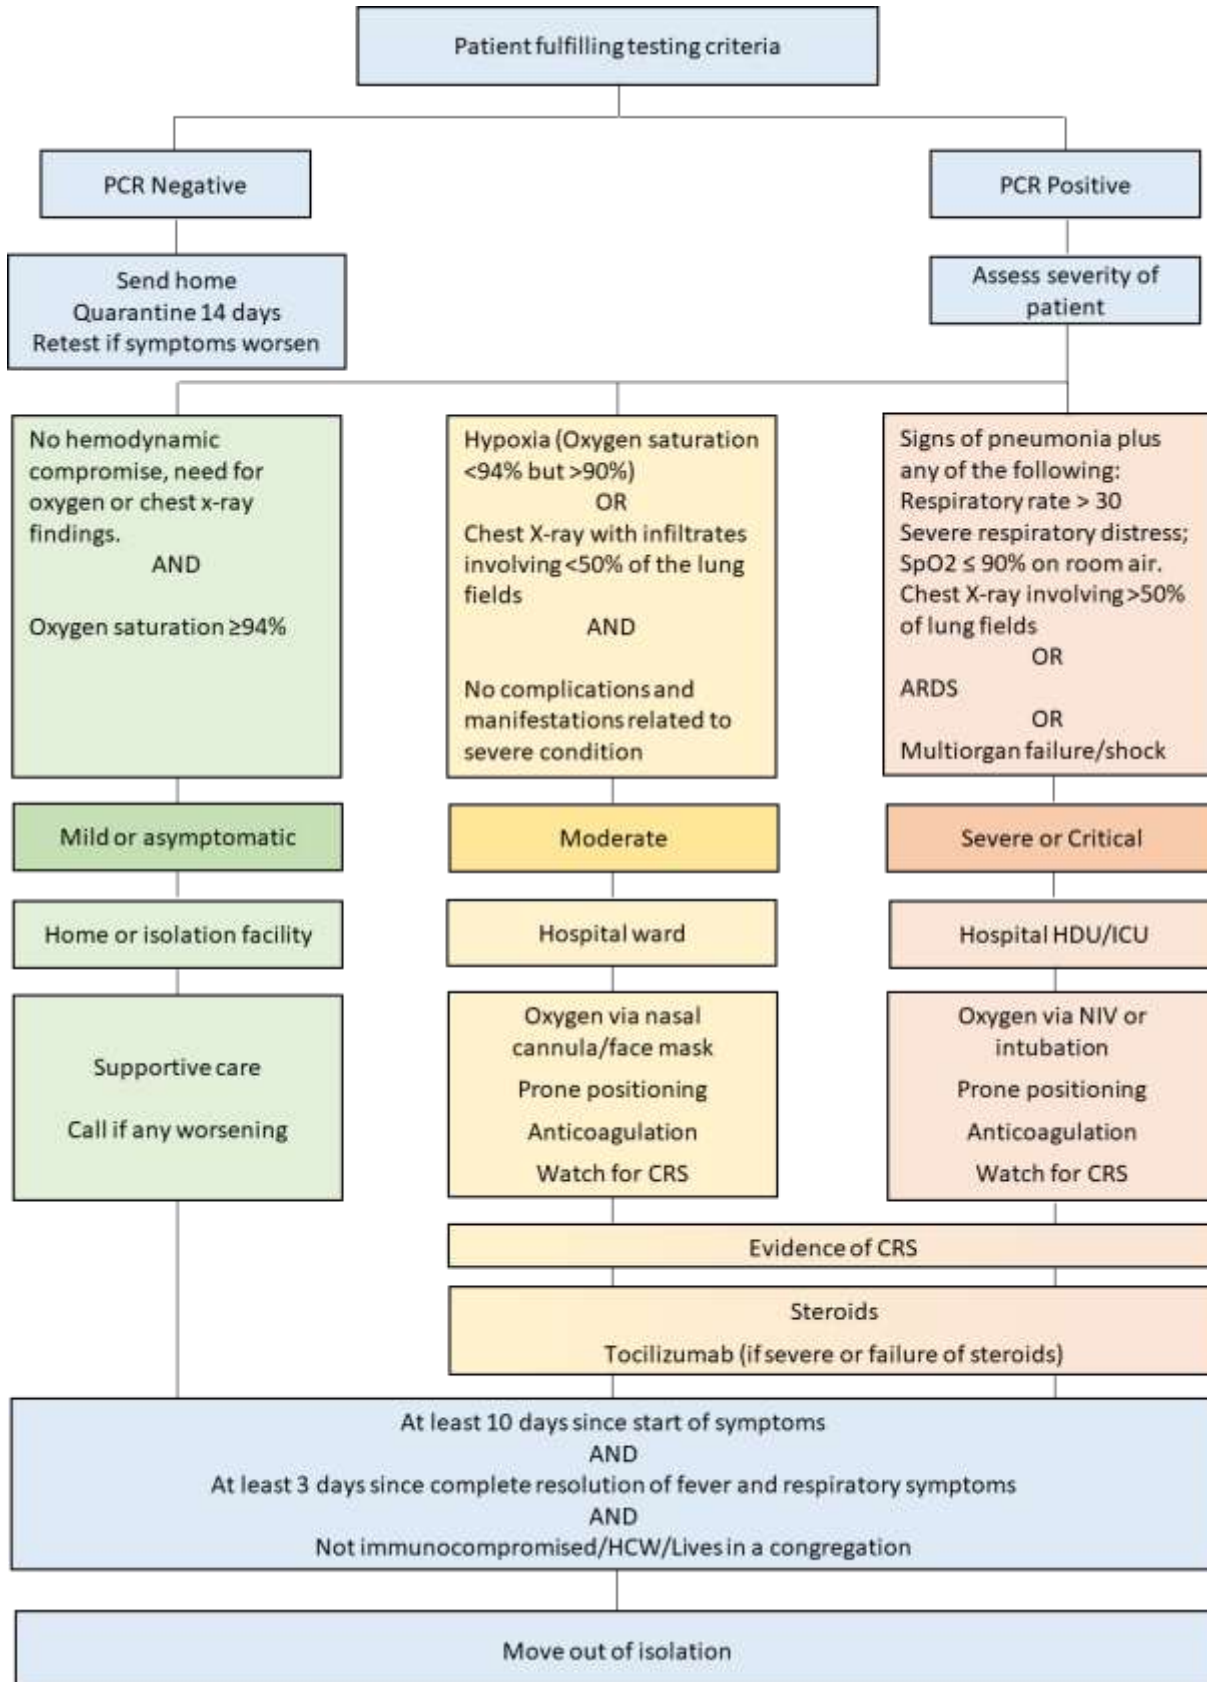 Patient fulfilling testing criteria
PCR Negative
PCR Positive
Send home
Quarantine 14 days
Retest if symptoms worsen
Assess severity of
patient
No hemodynamic
compromise, need for
oxygen or chest x-ray
findings.
AND
Oxygen saturation ≥94%
Hypoxia (Oxygen saturation
<94% but >90%)
OR
Chest X-ray with infiltrates
involving <50% of the lung
fields
AND
No complications and
manifestations related to
severe condition
Signs of pneumonia plus
any of the following:
Respiratory rate > 30
Severe respiratory distress;
SpO2 ≤ 90% on room air.
Chest X-ray involving >50%
of lung fields
OR
ARDS
OR
Multiorgan failure/shock
Mild or asymptomatic
Moderate
Severe or Critical
Home or isolation facility
Hospital ward
Hospital HDU/ICU
Supportive care
Call if any worsening
Oxygen via nasal
cannula/face mask
Prone positioning
Anticoagulation
Watch for CRS
Oxygen via NIV or
intubation
Prone positioning
Anticoagulation
Watch for CRS
Evidence of CRS
Steroids
Tocilizumab (if severe or failure of steroids)
At least 10 days since start of symptoms
AND
At least 3 days since complete resolution of fever and respiratory symptoms
AND
Not immunocompromised/HCW/Lives in a congregation
Move out of isolation